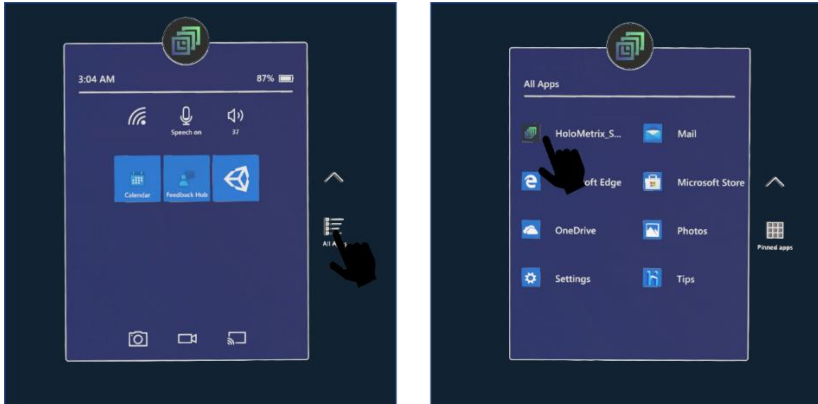 3:04 AM 87%
Speech on 37
Calendar Feedback Hub
All
All Apps
HoloMetrix_S... Mail
Edge Microsoft Store
OneDrive Photos
Pinned apps
Settings Tips